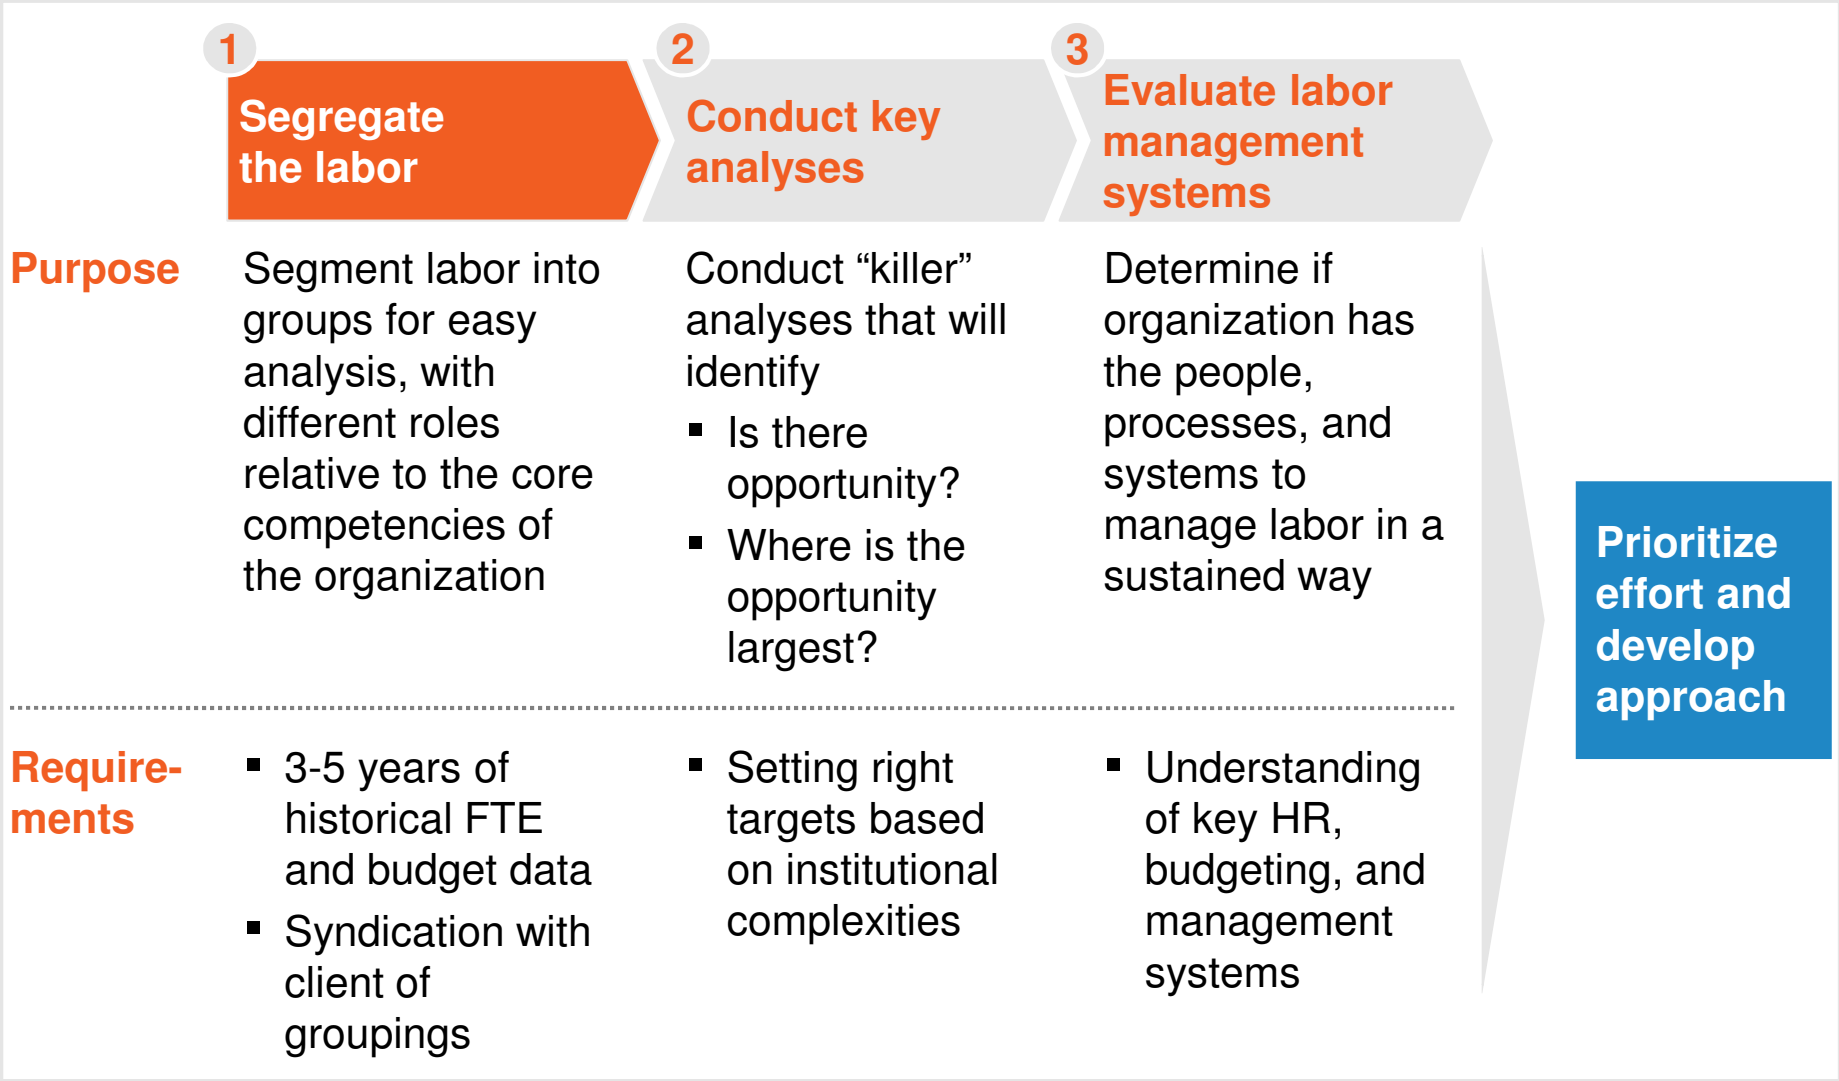 1
Segregate
the labor
2
Conduct key
analyses
3
Evaluate labor
management
systems
Purpose
Segment labor into
groups for easy
analysis, with
different roles
relative to the core
competencies of
the organization
Conduct “killer”
analyses that will
identify
▪ Is there
opportunity?
▪ Where is the
opportunity
largest?
Determine if
organization has
the people,
processes, and
systems to
manage labor in a
sustained way
Require-
ments
▪ 3-5 years of
historical FTE
and budget data
▪ Syndication with
client of
groupings
▪ Setting right
targets based
on institutional
complexities
▪ Understanding
of key HR,
budgeting, and
management
systems
Prioritize
effort and
develop
approach